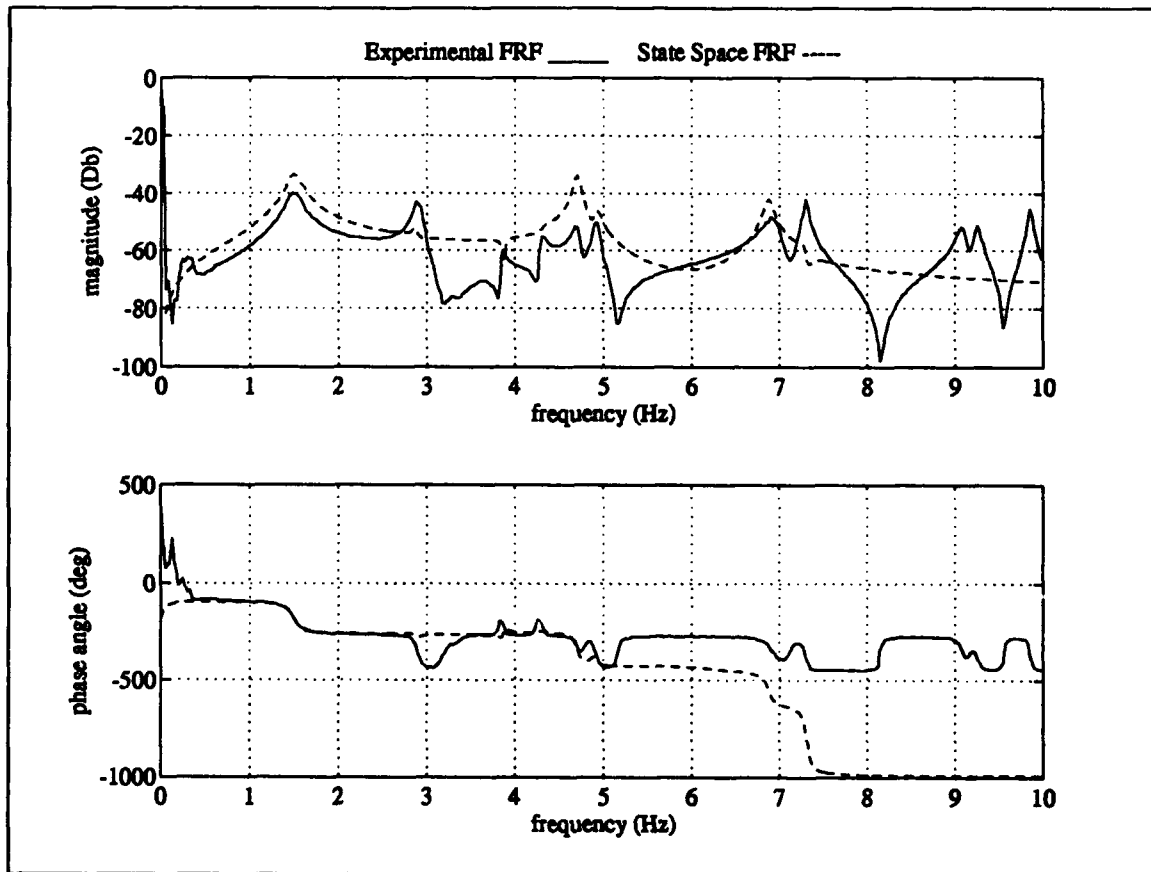 Experimental FRF ______ State Space FRF -----
0
-20
-40
-60
-80
-100
magnitude (Db)
0 1 2 3 4 5 6 7 8 9 10
frequency (Hz)
500
0
-500
-1000
phase angle (deg)
0 1 2 3 4 5 6 7 8 9 10
frequency (Hz)